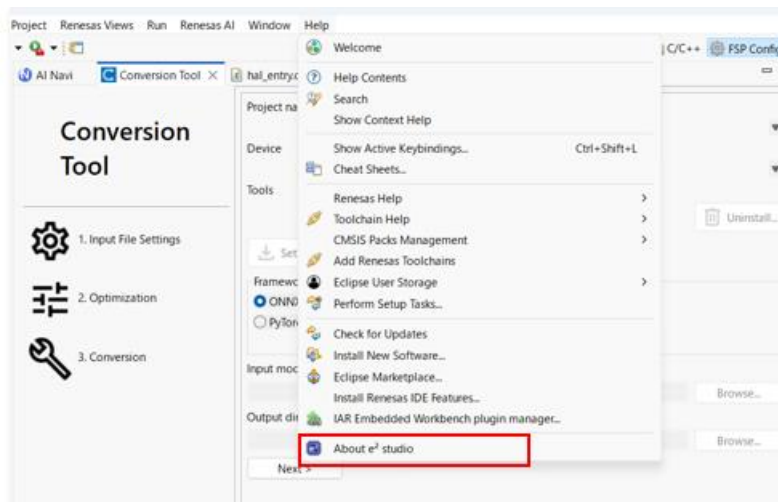 Project Renesas Views Run Renesas AI Window Help
C/C++ FSP Config
AI Navi Conversion Tool hal_entry.c
Conversion
Tool
1. Input File Settings
2. Optimization
3. Conversion
Project na
Device
Tools
Uninstall...
Set
Framewo
ONNX
PyTor
Input mod
Browse...
Output dir
Browse...
Next >
Welcome
Help Contents
Search
Show Context Help
Show Active Keybindings... Ctrl+Shift+L
Cheat Sheets...
Renesas Help
Toolchain Help
CMSIS Packs Management
Add Renesas Toolchains
Eclipse User Storage
Perform Setup Tasks...
Check for Updates
Install New Software...
Eclipse Marketplace...
Install Renesas IDE Features...
IAR Embedded Workbench plugin manager...
About e² studio